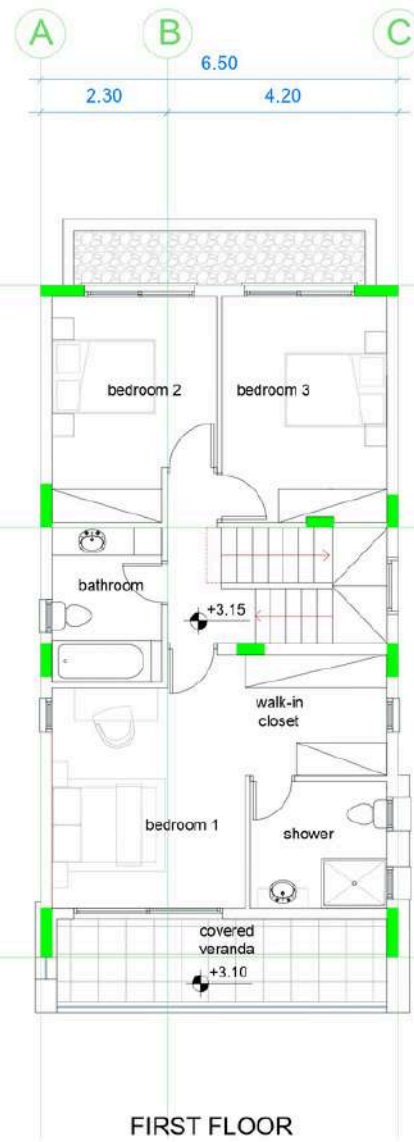 A B C
6.50
2.30 4.20
bedroom 2 bedroom 3
bathroom
+3.15
walk-in
closet
bedroom 1
shower
covered
veranda
+3.10
FIRST FLOOR